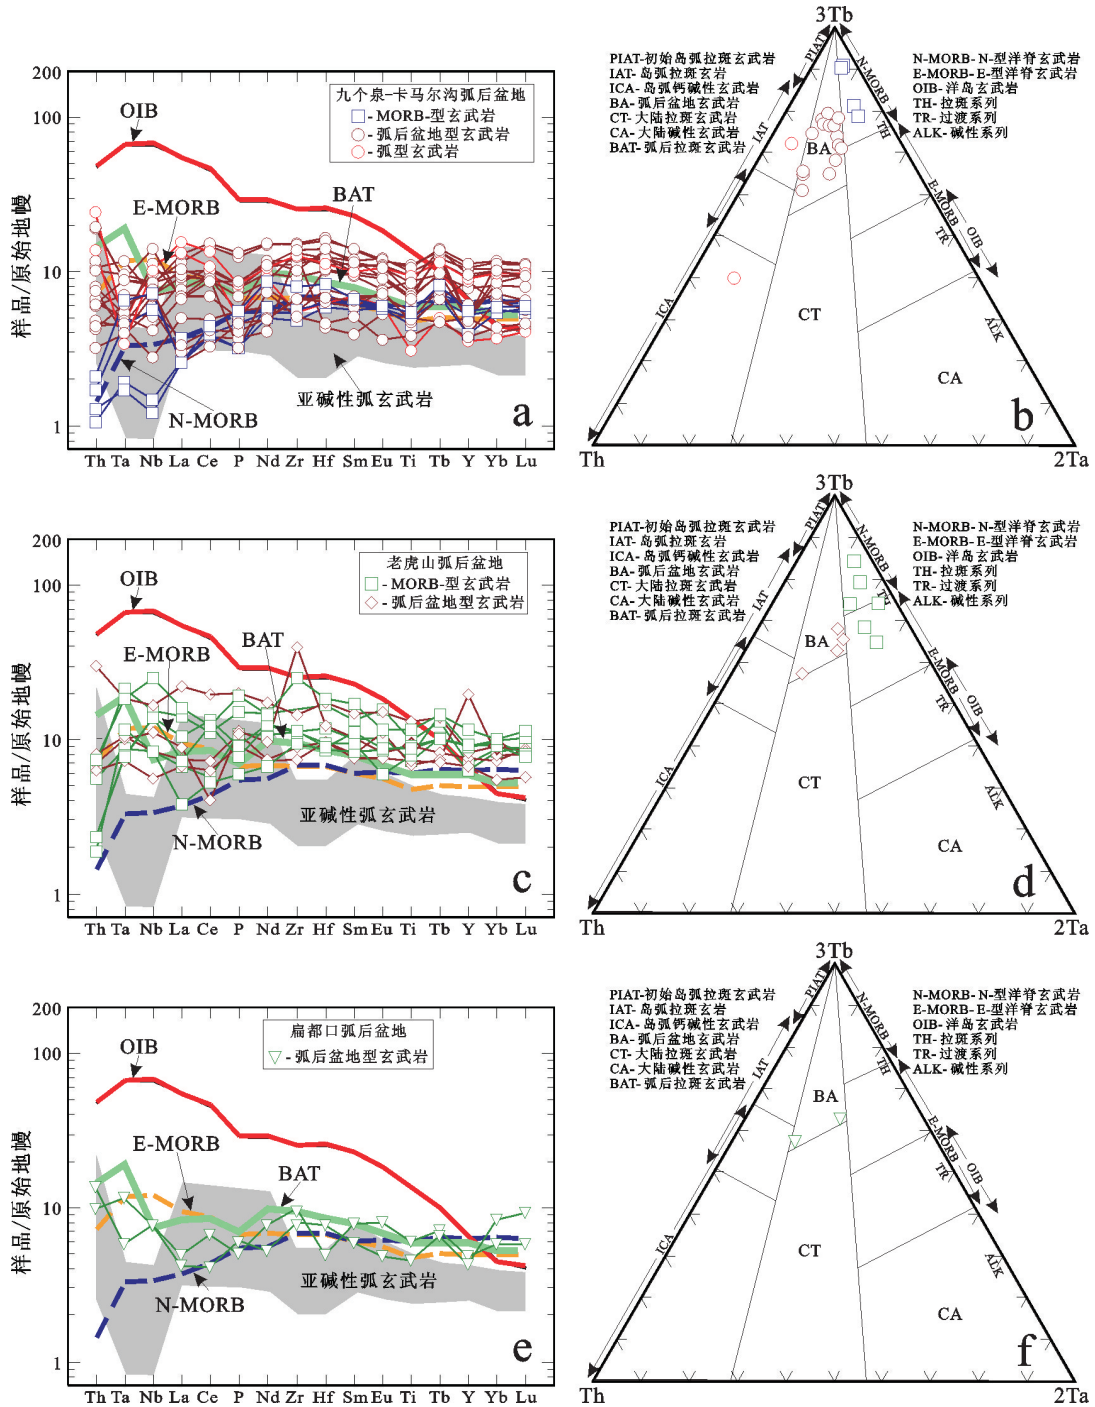 200
100
10
1
样品/原始地幔
OIB
E-MORB
BAT
N-MORB
亚碱性弧玄武岩
九个泉-卡马尔沟弧后盆地
-MORB-型玄武岩
-弧后盆地型玄武岩
-弧型玄武岩
a
Th Ta Nb La Ce P Nd Zr Hf Sm Eu Ti Tb Y Yb Lu
3Tb
PIAT-初始岛弧拉斑玄武岩
IAT-岛弧拉斑玄岩
ICA-岛弧钙碱性玄武岩
BA-弧后盆地玄武岩
CT-大陆拉斑玄武岩
CA-大陆碱性玄武岩
BAT-弧后拉斑玄武岩
N-MORB-N-型洋脊玄武岩
E-MORB-E-型洋脊玄武岩
OIB-洋岛玄武岩
TH-拉斑系列
TR-过渡系列
ALK-碱性系列
PIAT
IAT
ICA
N-MORB
TH
E-MORB
TR
OIB
ALK
BA
CT
CA
b
Th
2Ta
200
100
10
1
样品/原始地幔
OIB
E-MORB
BAT
N-MORB
亚碱性弧玄武岩
老虎山弧后盆地
-MORB-型玄武岩
-弧后盆地型玄武岩
c
Th Ta Nb La Ce P Nd Zr Hf Sm Eu Ti Tb Y Yb Lu
3Tb
PIAT-初始岛弧拉斑玄武岩
IAT-岛弧拉斑玄岩
ICA-岛弧钙碱性玄武岩
BA-弧后盆地玄武岩
CT-大陆拉斑玄武岩
CA-大陆碱性玄武岩
BAT-弧后拉斑玄武岩
N-MORB-N-型洋脊玄武岩
E-MORB-E-型洋脊玄武岩
OIB-洋岛玄武岩
TH-拉斑系列
TR-过渡系列
ALK-碱性系列
PIAT
IAT
ICA
N-MORB
TH
E-MORB
TR
OIB
ALK
BA
CT
CA
d
Th
2Ta
200
100
10
1
样品/原始地幔
OIB
E-MORB
BAT
N-MORB
亚碱性弧玄武岩
扁都口弧后盆地
-弧后盆地型玄武岩
e
Th Ta Nb La Ce P Nd Zr Hf Sm Eu Ti Tb Y Yb Lu
3Tb
PIAT-初始岛弧拉斑玄武岩
IAT-岛弧拉斑玄岩
ICA-岛弧钙碱性玄武岩
BA-弧后盆地玄武岩
CT-大陆拉斑玄武岩
CA-大陆碱性玄武岩
BAT-弧后拉斑玄武岩
N-MORB-N-型洋脊玄武岩
E-MORB-E-型洋脊玄武岩
OIB-洋岛玄武岩
TH-拉斑系列
TR-过渡系列
ALK-碱性系列
PIAT
IAT
ICA
N-MORB
TH
E-MORB
TR
OIB
ALK
BA
CT
CA
f
Th
2Ta